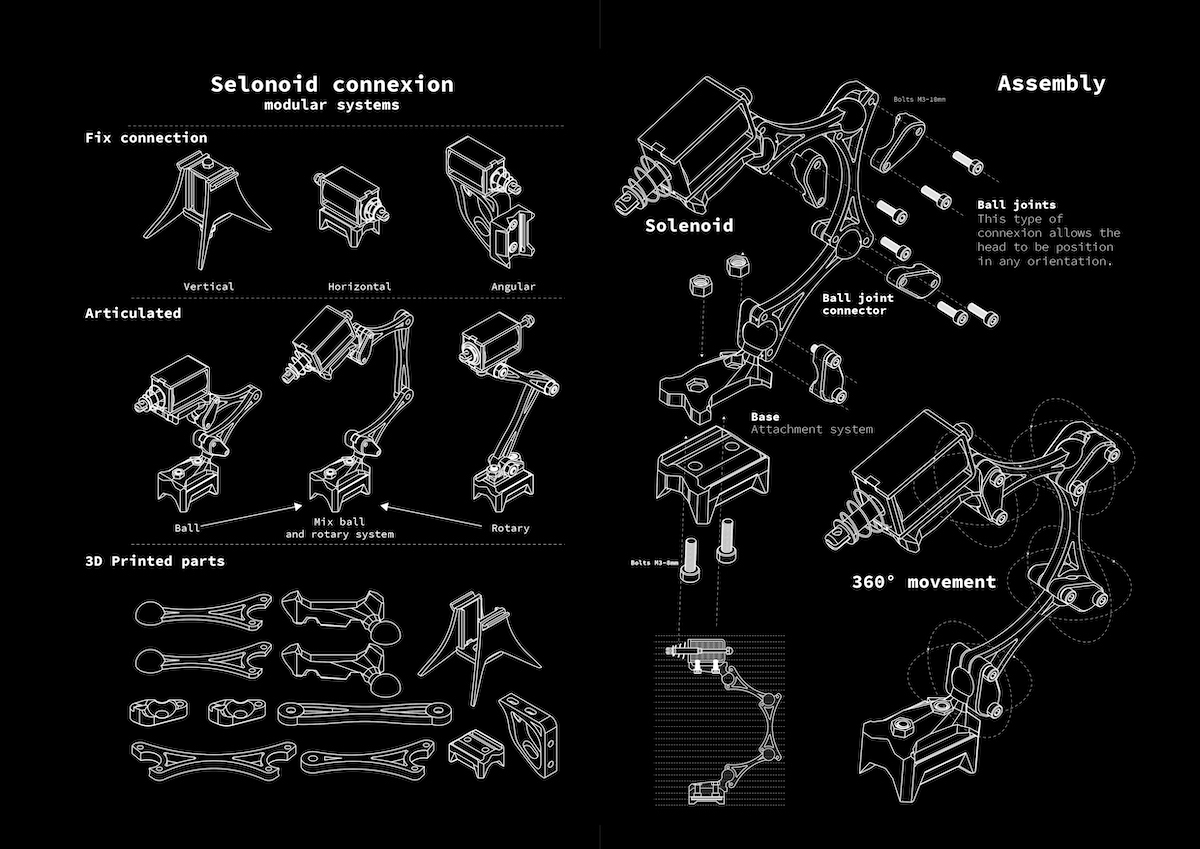 Selonoid connexion
modular systems
Fix connection
Vertical
Horizontal
Angular
Articulated
Ball
Mix ball
and rotary system
Rotary
3D Printed parts
Assembly
Bolts M3-18mm
Solenoid
Ball joints
This type of
connexion allows the
head to be position
in any orientation.
Ball joint
connector
Base
Attachment system
Bolts M3-8mm
360° movement